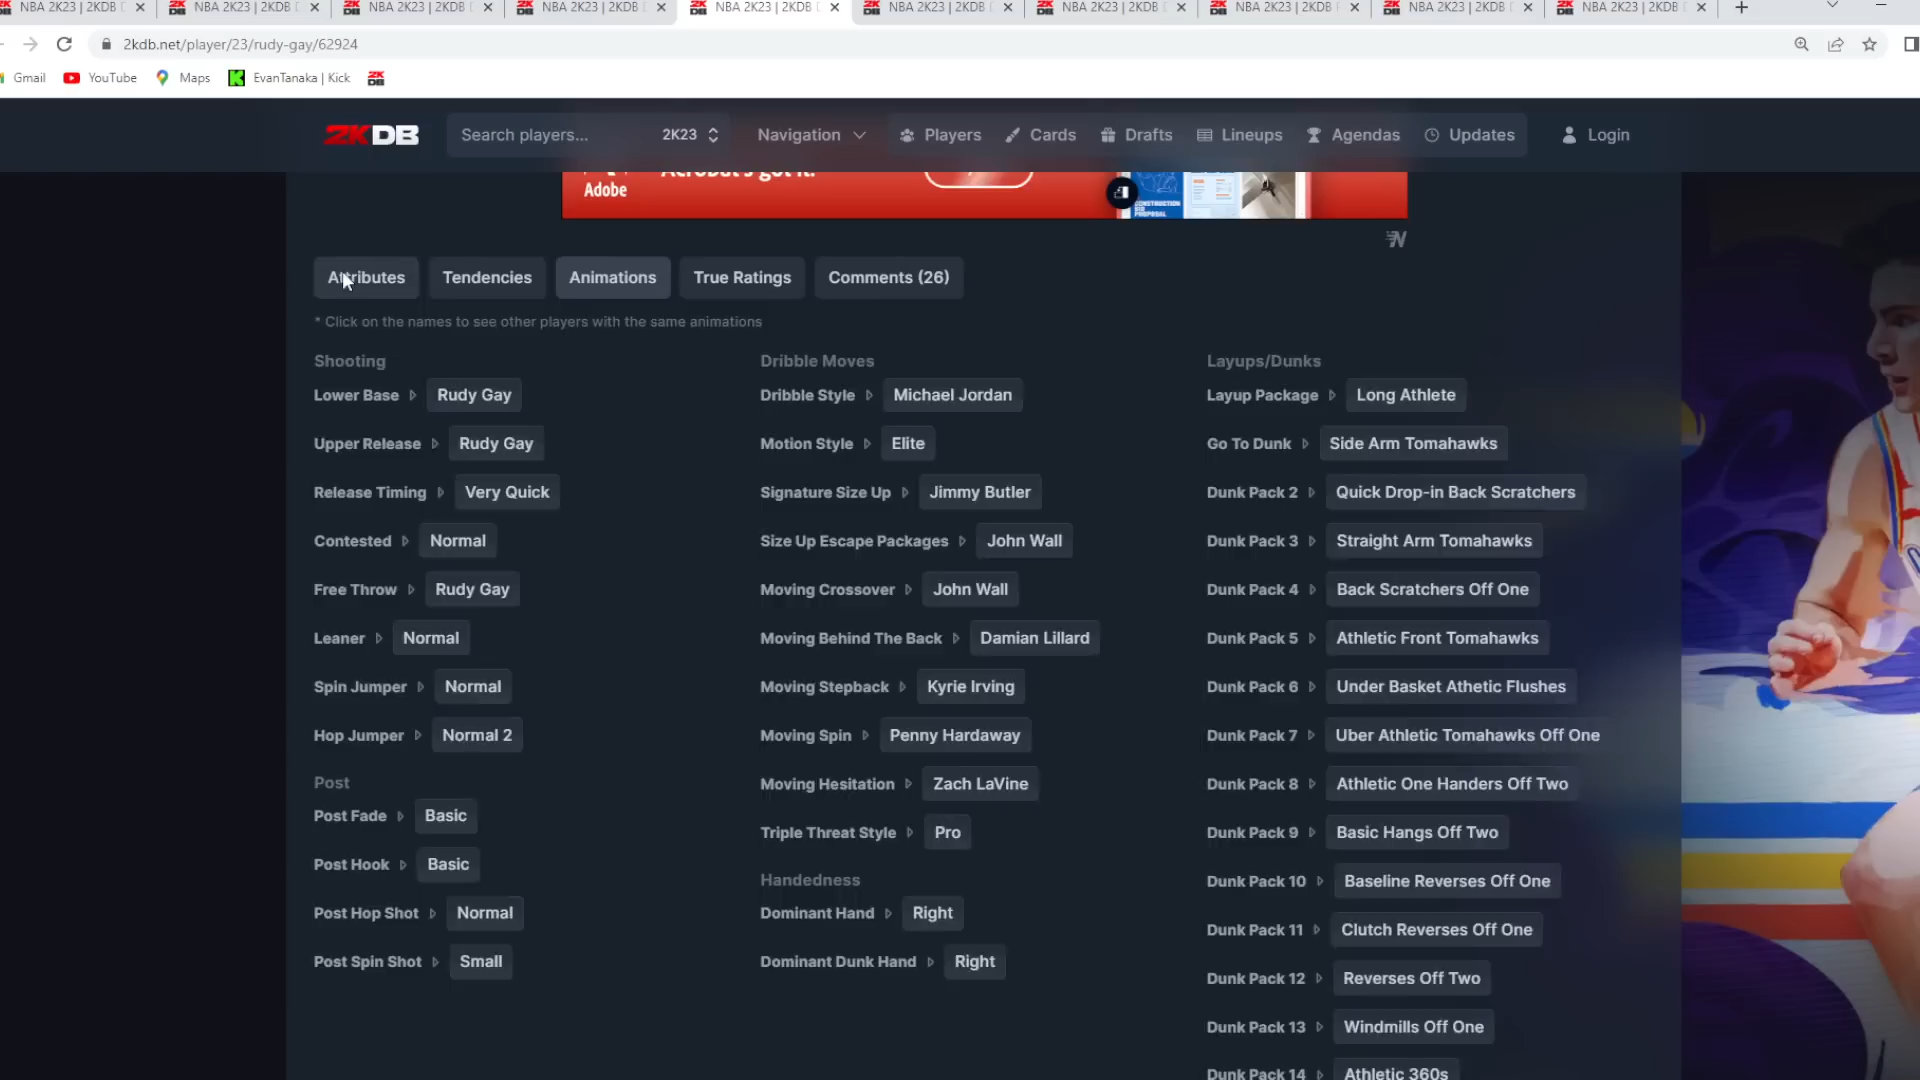 NBA 2K23 | 2KDB NBA 2K23 | 2KDB NBA 2K23 | 2KDB NBA 2K23 | 2KDB NBA 2K23 | 2KDB NBA 2K23 | 2KDB NBA 2K23 | 2KDB NBA 2K23 | 2KDB NBA 2K23 | 2KDB NBA 2K23 | 2KDB
2kdb.net/player/23/rudy-gay/62924
Gmail YouTube Maps EvanTanaka | Kick 2K DB
2KDB Search players... 2K23 Navigation Players Cards Drafts Lineups Agendas Updates Login
Acrobat's got it.
Adobe
CONSTRUCTION
BID
PROPOSAL
Attributes Tendencies Animations True Ratings Comments (26)
* Click on the names to see other players with the same animations
Shooting
Lower Base Rudy Gay
Upper Release Rudy Gay
Release Timing Very Quick
Contested Normal
Free Throw Rudy Gay
Leaner Normal
Spin Jumper Normal
Hop Jumper Normal 2
Post
Post Fade Basic
Post Hook Basic
Post Hop Shot Normal
Post Spin Shot Small
Dribble Moves
Dribble Style Michael Jordan
Motion Style Elite
Signature Size Up Jimmy Butler
Size Up Escape Packages John Wall
Moving Crossover John Wall
Moving Behind The Back Damian Lillard
Moving Stepback Kyrie Irving
Moving Spin Penny Hardaway
Moving Hesitation Zach LaVine
Triple Threat Style Pro
Handedness
Dominant Hand Right
Dominant Dunk Hand Right
Layups/Dunks
Layup Package Long Athlete
Go To Dunk Side Arm Tomahawks
Dunk Pack 2 Quick Drop-in Back Scratchers
Dunk Pack 3 Straight Arm Tomahawks
Dunk Pack 4 Back Scratchers Off One
Dunk Pack 5 Athletic Front Tomahawks
Dunk Pack 6 Under Basket Athetic Flushes
Dunk Pack 7 Uber Athletic Tomahawks Off One
Dunk Pack 8 Athletic One Handers Off Two
Dunk Pack 9 Basic Hangs Off Two
Dunk Pack 10 Baseline Reverses Off One
Dunk Pack 11 Clutch Reverses Off One
Dunk Pack 12 Reverses Off Two
Dunk Pack 13 Windmills Off One
Dunk Pack 14 Athletic 360s